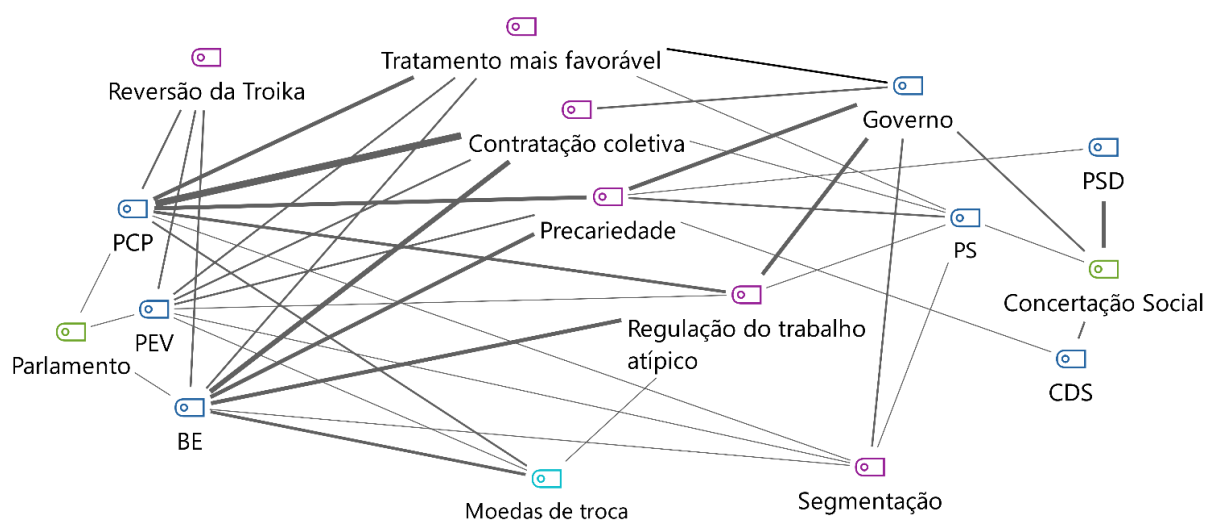 Tratamento mais favorável
Reversão da Troika
Governo
Contratação coletiva
PSD
PCP
Precariedade
PS
Concertação Social
PEV
Regulação do trabalho
atípico
Parlamento
CDS
BE
Segmentação
Moedas de troca